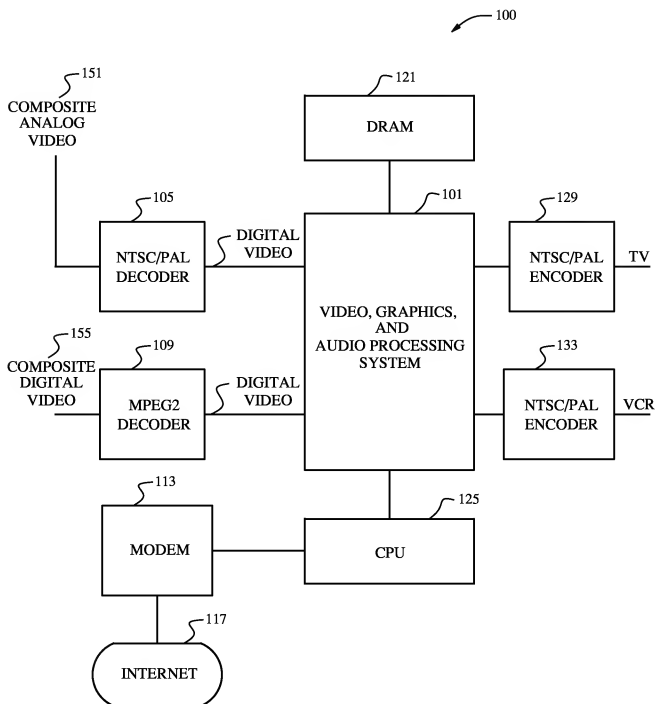 100
151
COMPOSITE
ANALOG
VIDEO
121
DRAM
105
NTSC/PAL
DECODER
DIGITAL
VIDEO
101
VIDEO, GRAPHICS,
AND
AUDIO PROCESSING
SYSTEM
129
NTSC/PAL
ENCODER
TV
155
COMPOSITE
DIGITAL
VIDEO
109
MPEG2
DECODER
DIGITAL
VIDEO
133
NTSC/PAL
ENCODER
VCR
113
MODEM
125
CPU
117
INTERNET